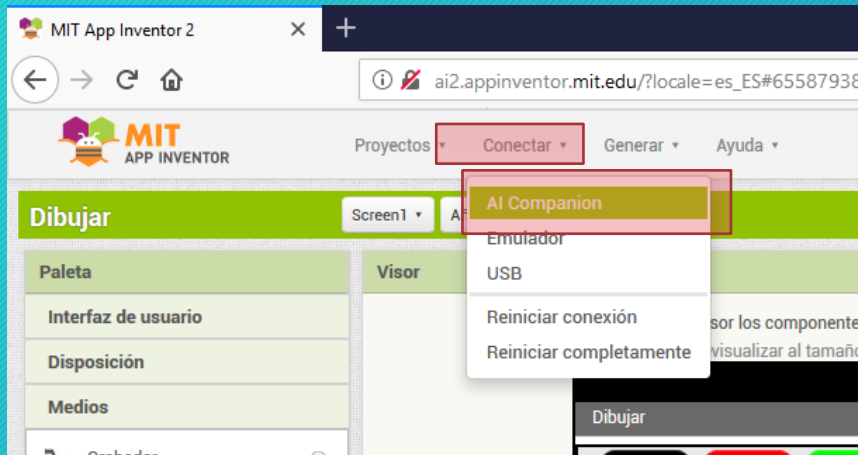 MIT App Inventor 2
ai2.appinventor.mit.edu/?locale=es_ES#65587938
MIT
APP INVENTOR
Proyectos Conectar Generar Ayuda
Dibujar
Screen1
AI Companion
Emulador
USB
Reiniciar conexión
Reiniciar completamente
Paleta
Visor
Interfaz de usuario
Disposición
Medios
sor los componente
visualizar al tamaño
Dibujar